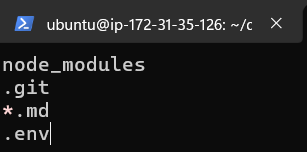 ubuntu@ip-172-31-35-126: ~/c
node_modules
.git
*.md
.env